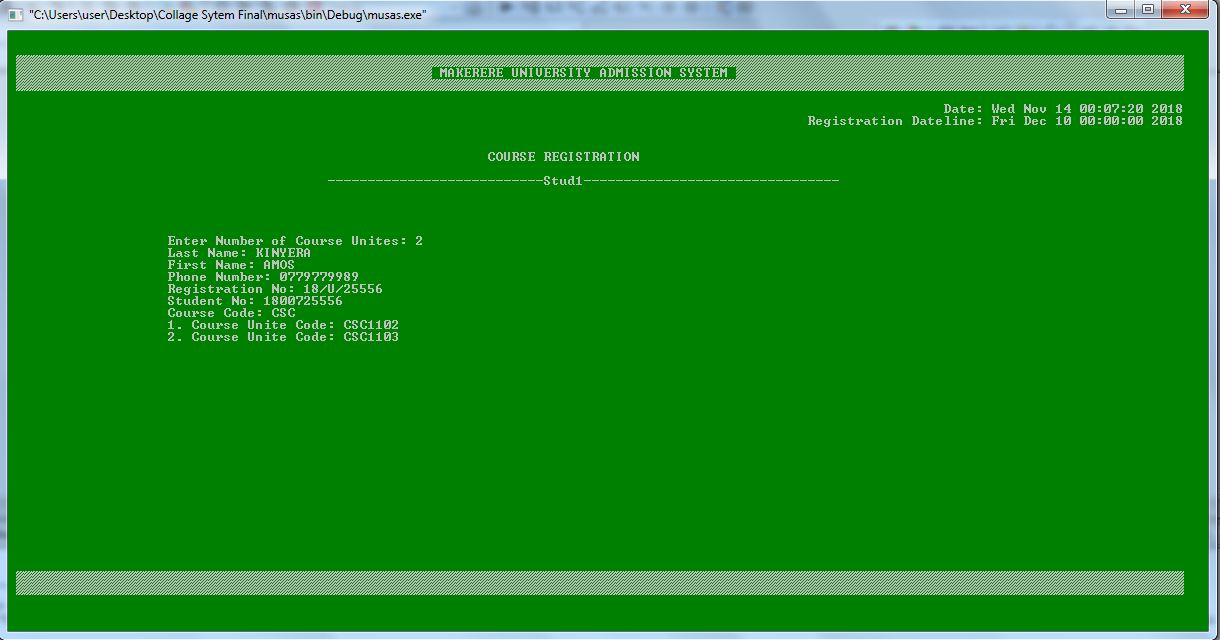 "C:\Users\user\Desktop\Collage Sytem Final\musas\bin\Debug\musas.exe"
MAKERERE UNIVERSITY ADMISSION SYSTEM
Date: Wed Nov 14 00:07:20 2018
Registration Dateline: Fri Dec 10 00:00:00 2018
COURSE REGISTRATION
---------------------------Stud1--------------------------------
Enter Number of Course Unites: 2
Last Name: KINYERA
First Name: AMOS
Phone Number: 0779779989
Registration No: 18/U/25556
Student No: 1800725556
Course Code: CSC
1. Course Unite Code: CSC1102
2. Course Unite Code: CSC1103